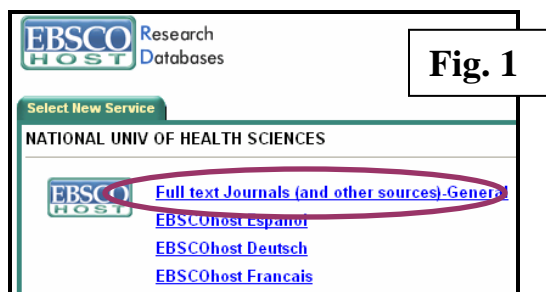 EBSCO
HOST
Research
Databases
Fig. 1
Select New Service
NATIONAL UNIV OF HEALTH SCIENCES
EBSCO
HOST
Full text Journals (and other sources)-General
EBSCOhost Espanol
EBSCOhost Deutsch
EBSCOhost Francais